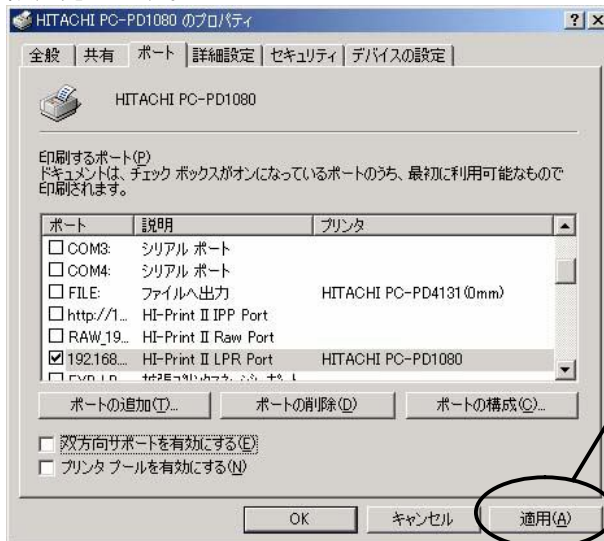 HITACHI PC-PD1080 のプロパティ
全般 共有 ポート 詳細設定 セキュリティ デバイスの設定
HITACHI PC-PD1080
印刷するポート(P)
ドキュメントは、チェック ボックスがオンになっているポートのうち、最初に利用可能なもので
印刷されます。
ポート 説明 プリンタ
COM3: シリアル ポート
COM4: シリアル ポート
FILE: ファイルへ出力 HITACHI PC-PD4131(0mm)
http://1... HI-Print II IPP Port
RAW_19... HI-Print II Raw Port
192.168... HI-Print II LPR Port HITACHI PC-PD1080
ポートの追加(T)... ポートの削除(D) ポートの構成(C)...
双方向サポートを有効にする(E)
プリンタ プールを有効にする(N)
OK キャンセル 適用(A)